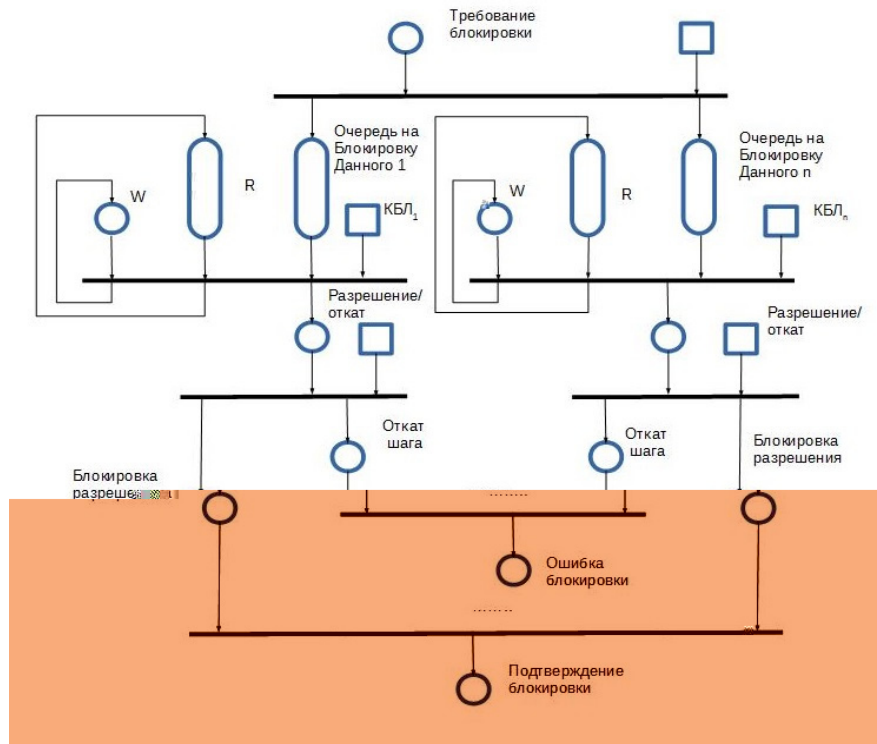 Требование
блокировки
Очередь на
Блокировку
Данного 1
Очередь на
Блокировку
Данного n
W
R
КБЛ1
W
R
КБЛn
Разрешение/
откат
Разрешение/
откат
Откат
шага
Откат
шага
Блокировка
разрешения
Блокировка
........
Ошибка
блокировки
........
Подтверждение
блокировки